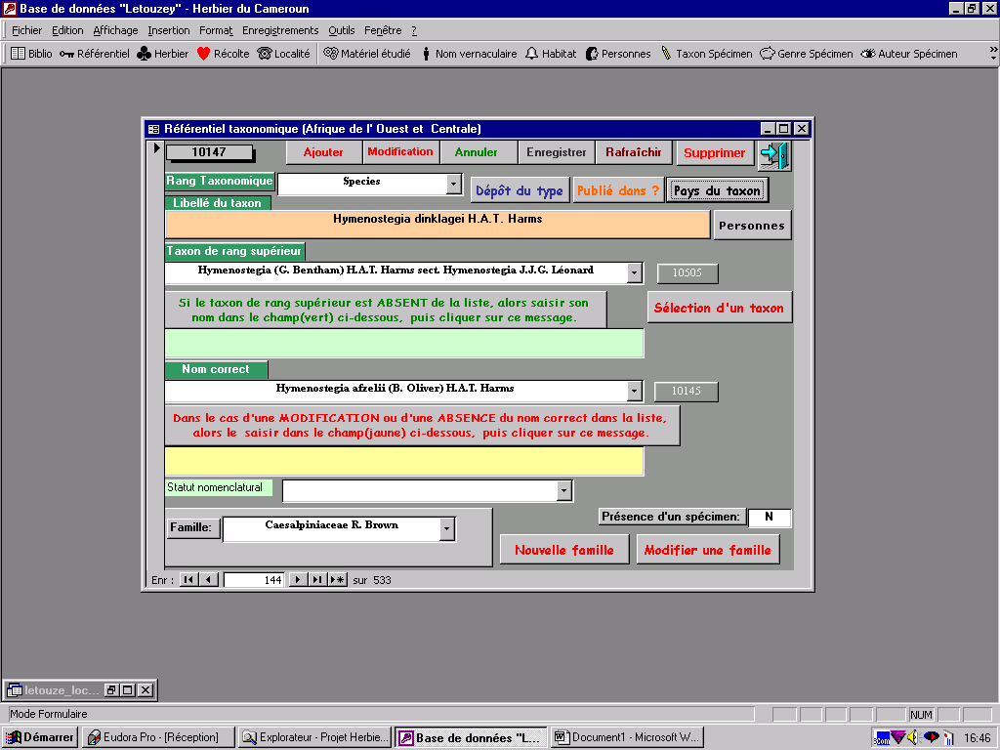 Base de données "Letouzey" - Herbier du Cameroun
Fichier Edition Affichage Insertion Format Enregistrements Outils Fenêtre ?
Biblio Référentiel Herbier Récolte Localité Matériel étudié Nom vernaculaire Habitat Personnes Taxon Spécimen Genre Spécimen Auteur Spécimen
Référentiel taxonomique (Afrique de l' Ouest et Centrale)
10147 Ajouter Modification Annuler Enregistrer Rafraîchir Supprimer
Rang Taxonomique Species Dépôt du type Publié dans ? Pays du taxon
Libellé du taxon
Hymenostegia dinklagei H.A.T. Harms Personnes
Taxon de rang supérieur
Hymenostegia (G. Bentham) H.A.T. Harms sect. Hymenostegia J.J.G. Léonard 10505
Si le taxon de rang supérieur est ABSENT de la liste, alors saisir son
nom dans le champ(vert) ci-dessous, puis cliquer sur ce message.
Sélection d'un taxon
Nom correct
Hymenostegia afzelii (B. Oliver) H.A.T. Harms 10145
Dans le cas d'une MODIFICATION ou d'une ABSENCE du nom correct dans la liste,
alors le saisir dans le champ(jaune) ci-dessous, puis cliquer sur ce message.
Statut nomenclatural
Présence d'un spécimen: N
Famille: Caesalpiniaceae R. Brown
Nouvelle famille Modifier une famille
Enr : 144 sur 533
letouze_loc...
Mode Formulaire NUM
Démarrer Eudora Pro - [Réception] Explorateur - Projet Herbie... Base de données "L... Document1 - Microsoft W... 16:46